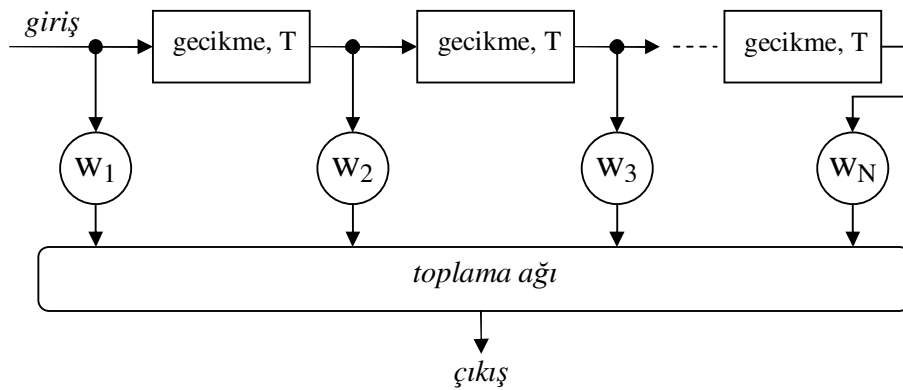 giriş
gecikme, T
gecikme, T
gecikme, T
w1
w2
w3
wN
toplama ağı
çıkış